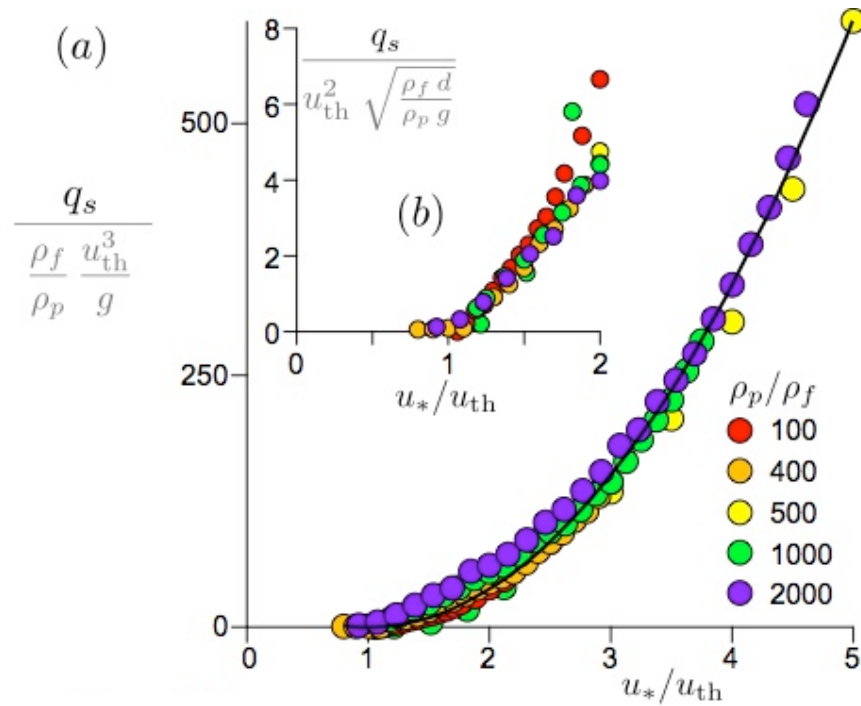 (a)
q_s
ρ_f u_th^3
ρ_p g
500
250
0
0 1 2 3 4 5
u_*/u_th
(b)
q_s
u_th^2 √(ρ_f d / ρ_p g)
8
6
4
2
0
0 1 2
u_*/u_th
ρ_p/ρ_f
100
400
500
1000
2000